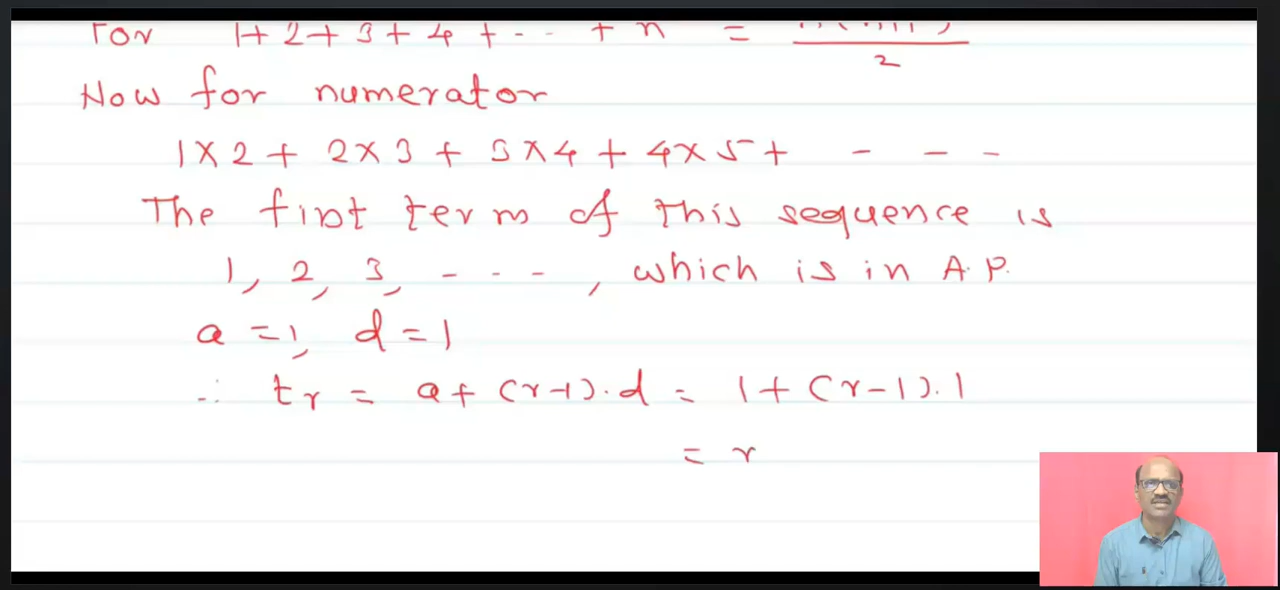 For 1 + 2 + 3 + 4 + - - + n =
2
Now for numerator
1 × 2 + 2 × 3 + 3 × 4 + 4 × 5 + - - -
The first term of this sequence is
1, 2, 3, - - - , which is in A.P.
a = 1, d = 1
∴ tr = a + (r-1).d = 1 + (r-1).1
= r